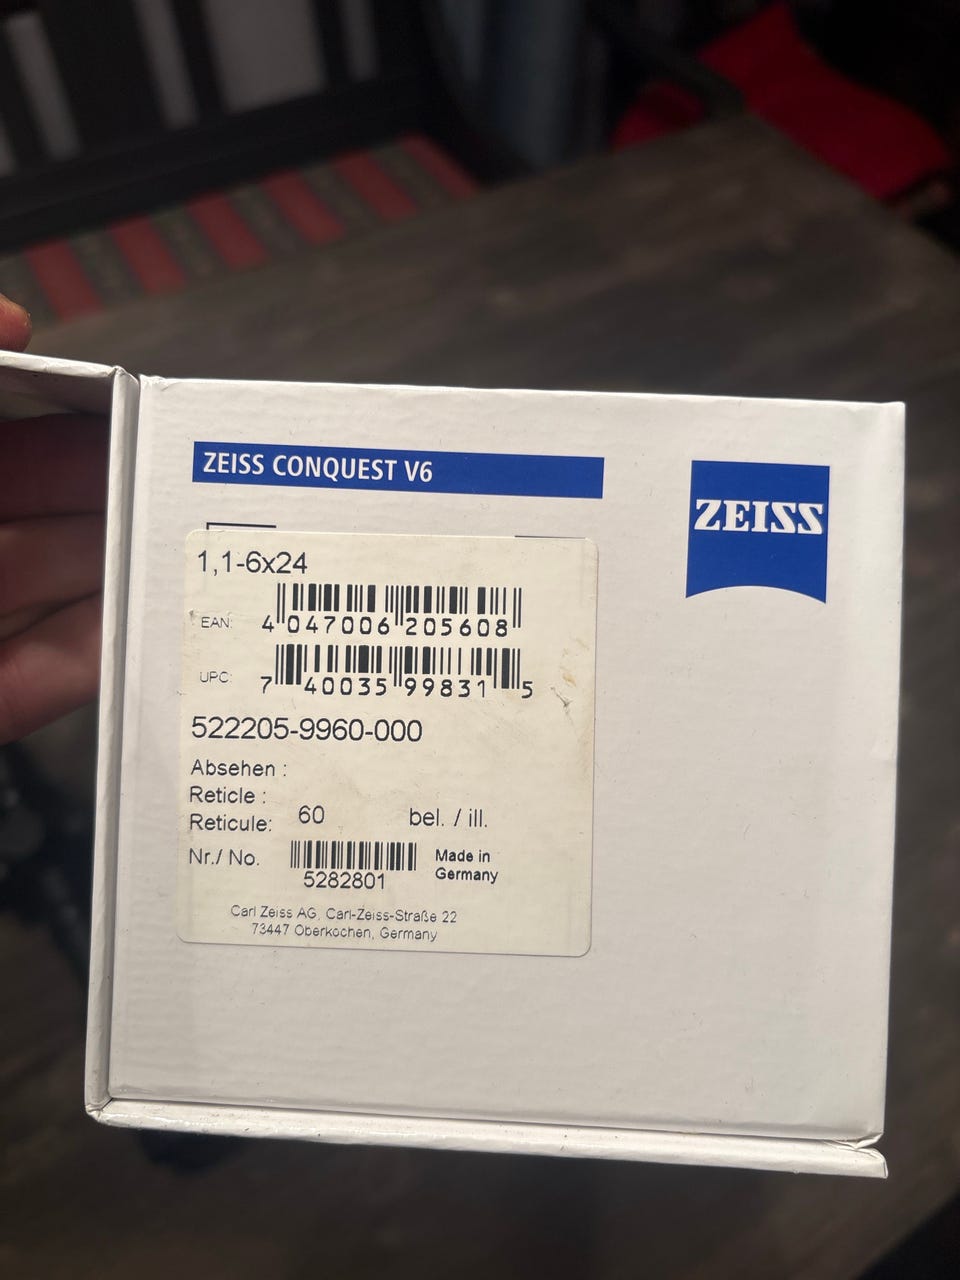 ZEISS CONQUEST V6
ZEISS
1,1-6x24
EAN: 4 047006 205608
UPC: 7 40035 99831 5
522205-9960-000
Absehen :
Reticle :
Reticule: 60 bel. / ill.
Nr./ No. 5282801 Made in
Germany
Carl Zeiss AG, Carl-Zeiss-Straße 22
73447 Oberkochen, Germany